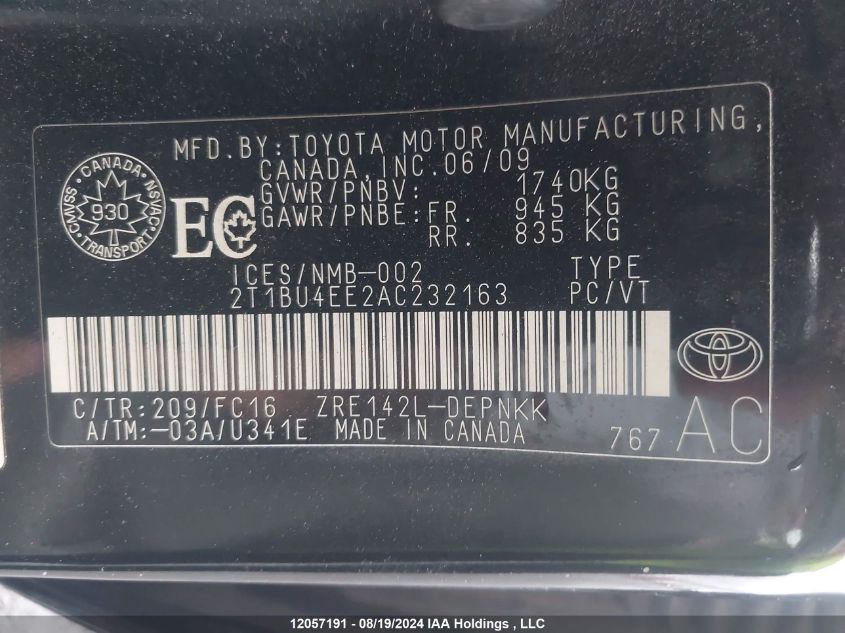 MFD.BY:TOYOTA MOTOR MANUFACTURING,
CANADA, INC.06/09
GVWR/PNBV: 1740KG
GAWR/PNBE:FR. 945 KG
RR. 835 KG
CANADA
CMVSS NSVAC
930
TRANSPORT
EC
ICES/NMB-002 TYPE
2T1BU4EE2AC232163 PC/VT
C/TR:209/FC16 ZRE142L-DEPNKK
A/TM:-03A/U341E MADE IN CANADA 767 AC
12057191 - 08/19/2024 IAA Holdings , LLC